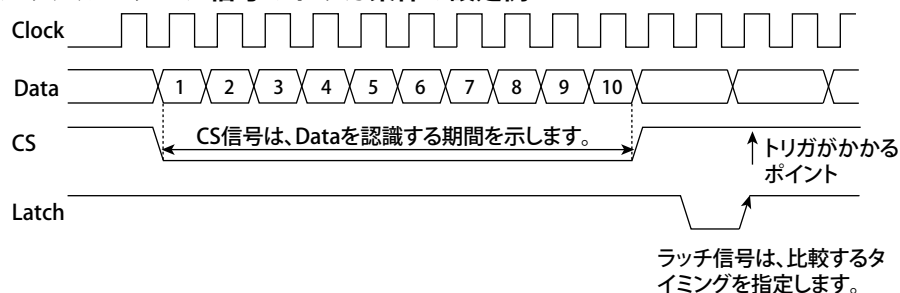 Clock
Data
1 2 3 4 5 6 7 8 9 10
CS
CS信号は、Dataを認識する期間を示します。
トリガがかかる
ポイント
Latch
ラッチ信号は、比較するタ
イミングを指定します。